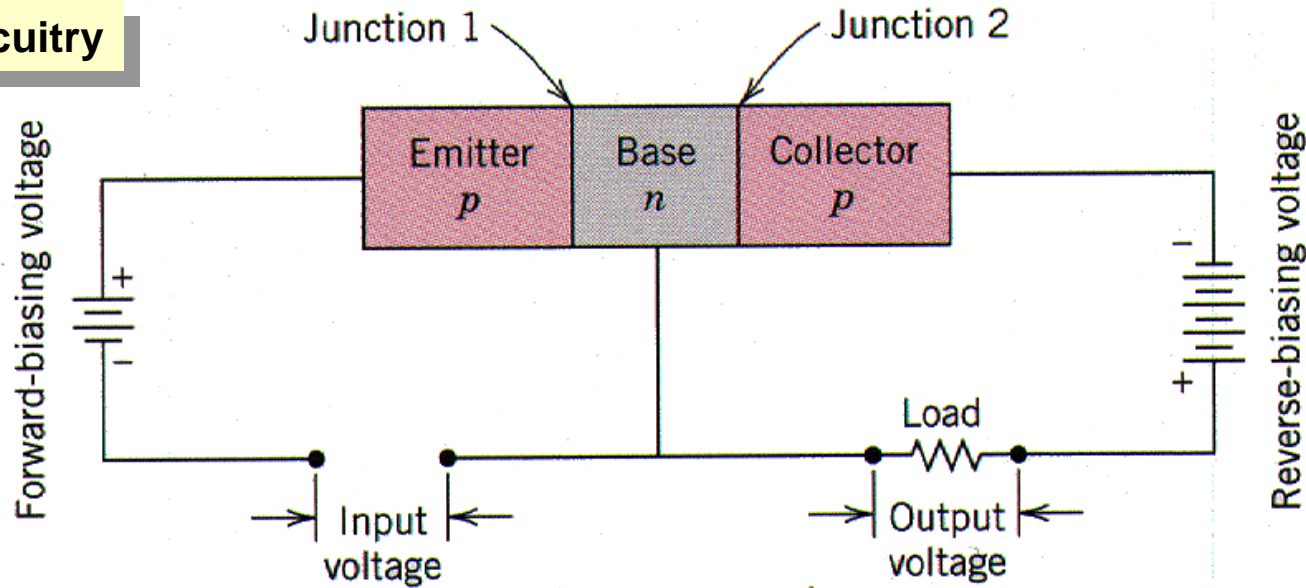 cuitry
Junction 1
Junction 2
Emitter
p
Base
n
Collector
p
Forward-biasing voltage
+
−
−
+
Reverse-biasing voltage
Load
Input
voltage
Output
voltage